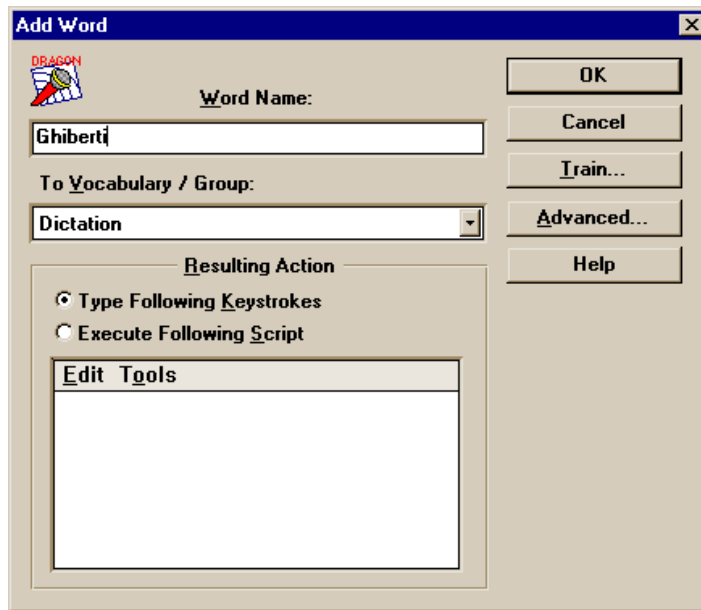 Add Word
DRAGON
Word Name:
Ghiberti
To Vocabulary / Group:
Dictation
Resulting Action
Type Following Keystrokes
Execute Following Script
Edit Tools
OK
Cancel
Train...
Advanced...
Help